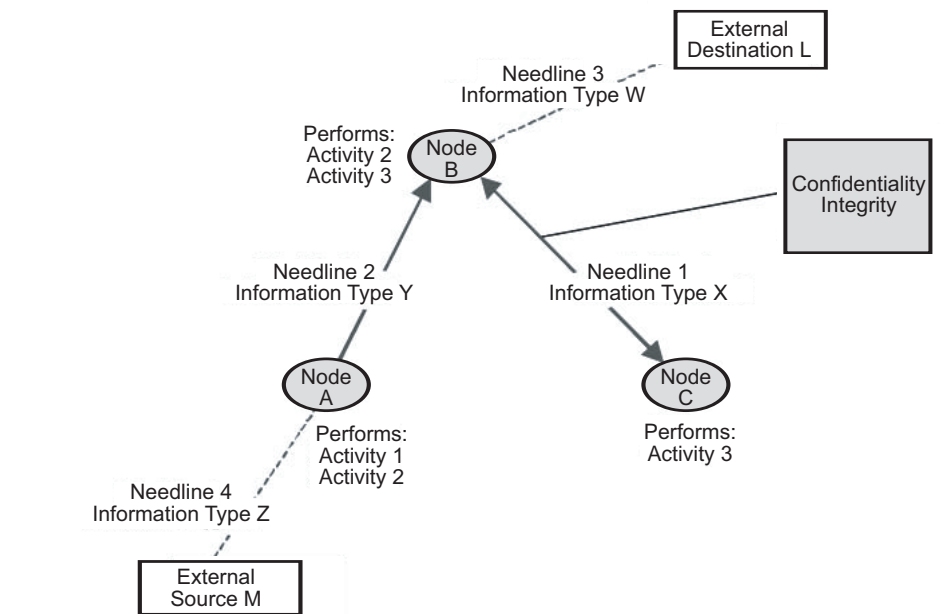 External
Destination L
Needline 3
Information Type W
Performs:
Activity 2
Activity 3
Node
B
Confidentiality
Integrity
Needline 2
Information Type Y
Needline 1
Information Type X
Node
A
Node
C
Performs:
Activity 1
Activity 2
Performs:
Activity 3
Needline 4
Information Type Z
External
Source M